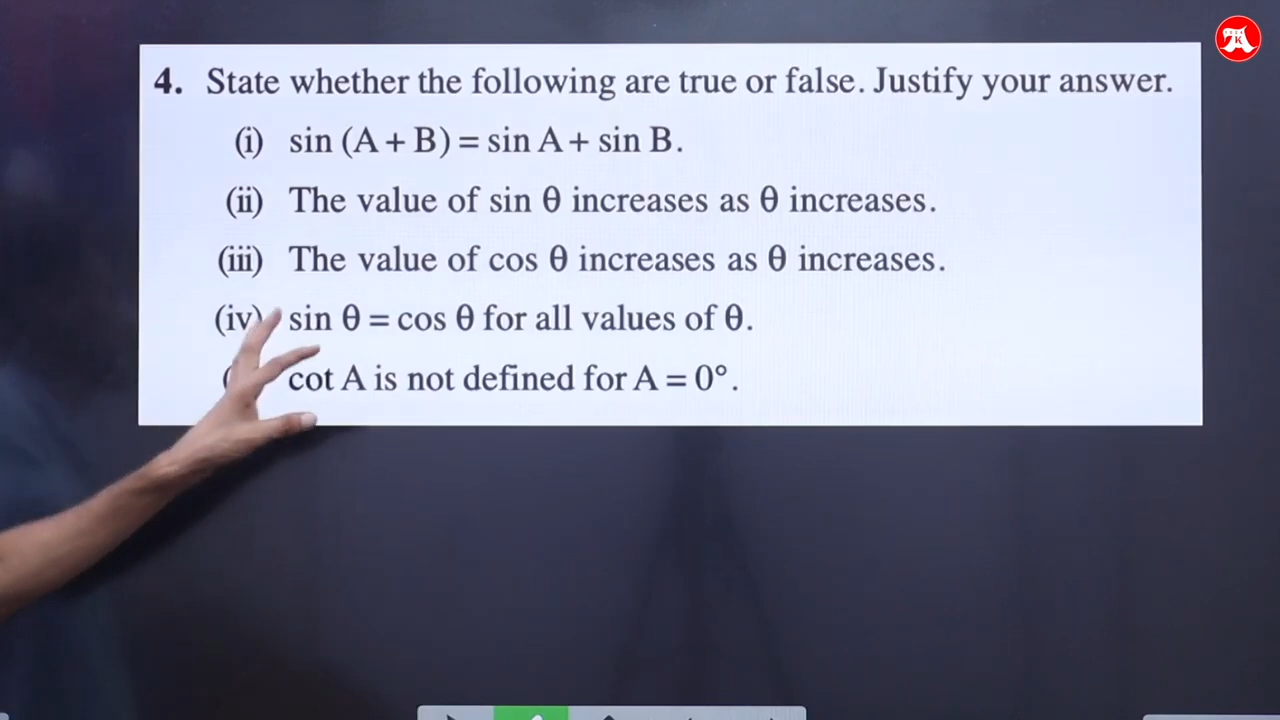 4. State whether the following are true or false. Justify your answer.
(i) sin (A + B) = sin A + sin B.
(ii) The value of sin θ increases as θ increases.
(iii) The value of cos θ increases as θ increases.
(iv) sin θ = cos θ for all values of θ.
cot A is not defined for A = 0°.